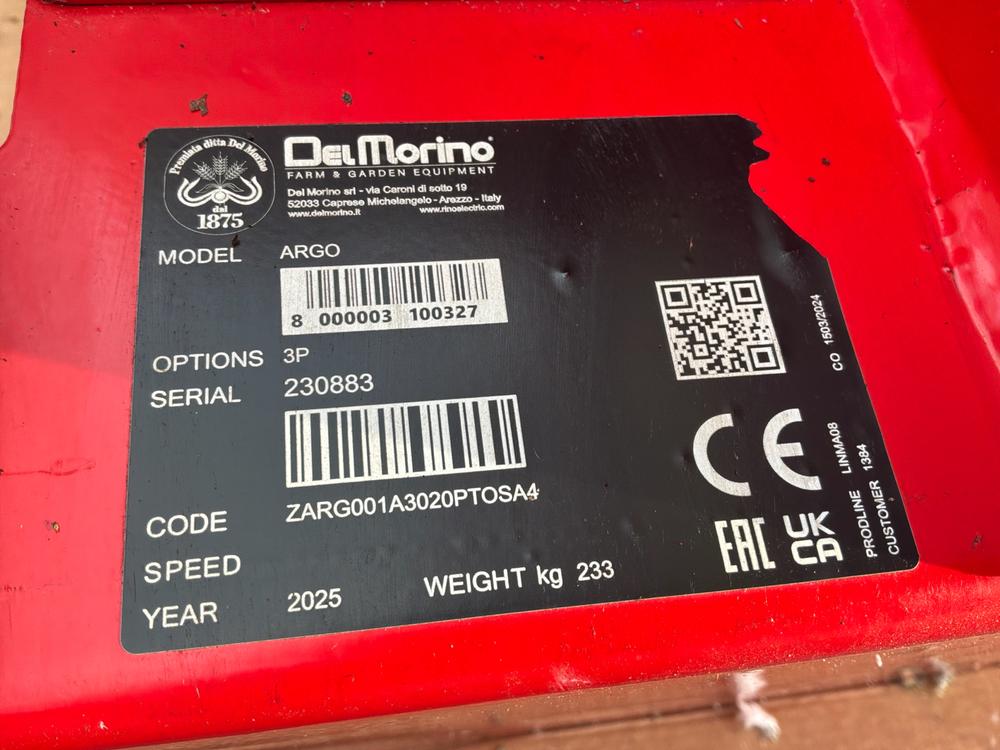 Premiata ditta Del Morino
dal
1875
DEL MORINO
FARM & GARDEN EQUIPMENT
Del Morino srl - via Caroni di sotto 19
52033 Caprese Michelangelo - Arezzo - Italy
www.delmorino.it www.rinoelectric.com
MODEL ARGO
8 000003 100327
OPTIONS 3P
SERIAL 230883
CODE ZARG001A3020PTOSA4
SPEED
YEAR 2025 WEIGHT kg 233
CO 1503/2024
CE
EAC UK
CA
PRODLINE LINMA08
CUSTOMER 1384